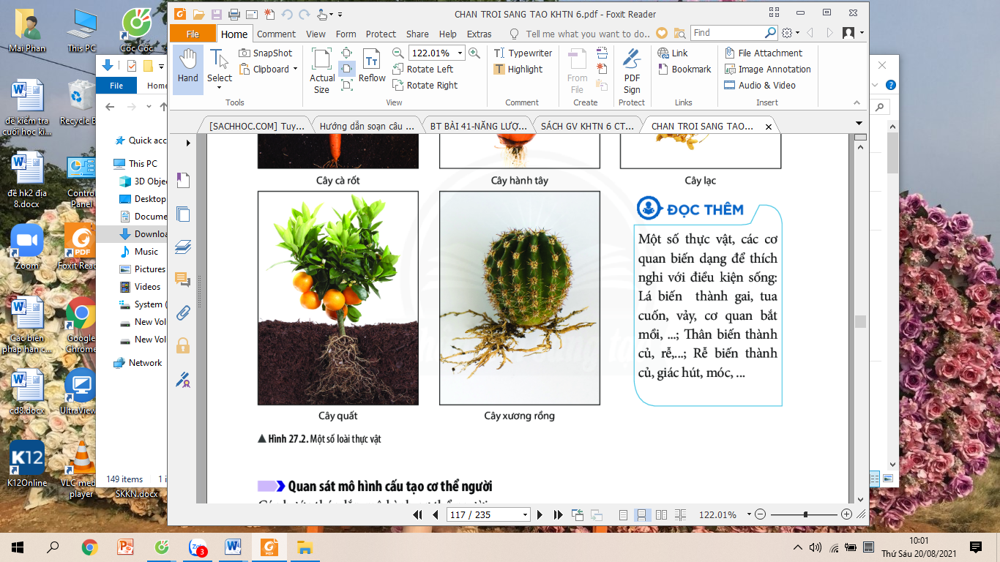 CHAN TROI SANG TAO KHTN 6.pdf - Foxit Reader
File Home Comment View Form Protect Share Help Extras Tell me what you want to do.. Find
Hand
Select
SnapShot
Clipboard
Tools
Actual Size
Reflow
122.01%
Rotate Left
Rotate Right
View
Typewriter
Highlight
Comment
From File
Create
PDF Sign
Protect
Link
Bookmark
Links
File Attachment
Image Annotation
Audio & Video
Insert
[SACHHOC.COM] Tuy... Hướng dẫn soạn câu ... BT BÀI 41-NĂNG LƯỢ... SÁCH GV KHTN 6 CT... CHAN TROI SANG TAO...
Cây cà rốt Cây hành tây Cây lạc
ĐỌC THÊM
Một số thực vật, các cơ
quan biến dạng để thích
nghi với điều kiện sống:
Lá biến thành gai, tua
cuốn, vảy, cơ quan bắt
mồi, ...; Thân biến thành
củ, rễ,...; Rễ biến thành
củ, giác hút, móc, ...
Cây quất Cây xương rồng
Hình 27.2. Một số loài thực vật
Quan sát mô hình cấu tạo cơ thể người
117 / 235
122.01%
Mai Phan
This PC
Cốc Cốc
đề kiểm tra
cuối học kì...
Recycle B
đề hk2 địa
8.docx
Control
Panel
Zoom
Foxit Read
Các biên
pháp hạn c...
Google
Chrome
cđ8.docx
UltraView
K12
K12Online
VLC med
player
SKKN.docx
File Home
Quick acc
This PC
3D Objec
Desktop
Docume
Downloa
Music
Pictures
Videos
System (
New Vol
New Vol
Network
149 items
3
10:01
Thứ Sáu 20/08/2021